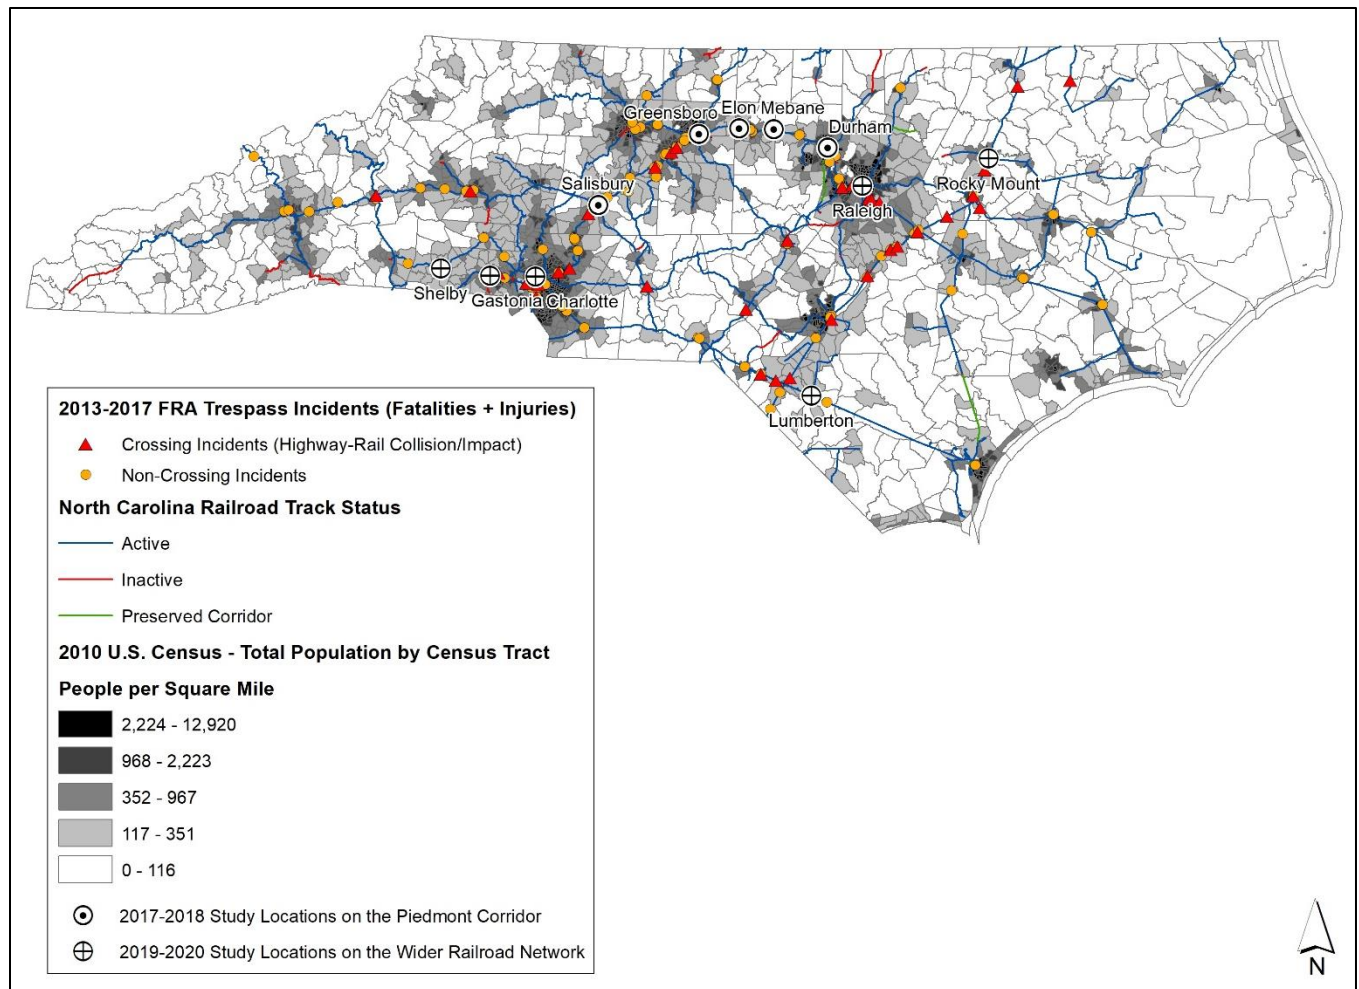 Greensboro
Elon Mebane
Durham
Salisbury
Raleigh
Rocky Mount
Shelby
Gastonia Charlotte
Lumberton
2013-2017 FRA Trespass Incidents (Fatalities + Injuries)
Crossing Incidents (Highway-Rail Collision/Impact)
Non-Crossing Incidents
North Carolina Railroad Track Status
Active
Inactive
Preserved Corridor
2010 U.S. Census - Total Population by Census Tract
People per Square Mile
2,224 - 12,920
968 - 2,223
352 - 967
117 - 351
0 - 116
2017-2018 Study Locations on the Piedmont Corridor
2019-2020 Study Locations on the Wider Railroad Network
N